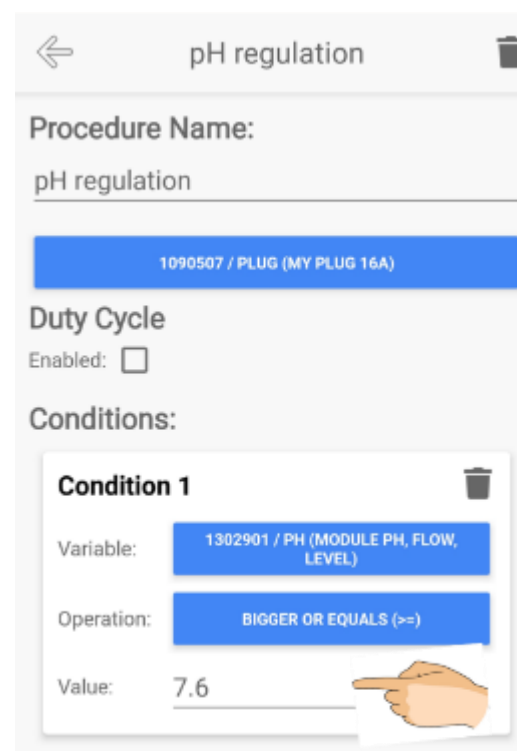 pH regulation
Procedure Name:
pH regulation
1090507 / PLUG (MY PLUG 16A)
Duty Cycle
Enabled:
Conditions:
Condition 1
Variable:
1302901 / PH (MODULE PH, FLOW,
LEVEL)
Operation:
BIGGER OR EQUALS (>=)
Value:
7.6